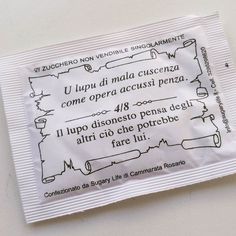 ZUCCHERO NON VENDIBILE SINGOLARMENTE
U lupu di mala cuscenza
come opera accussì penza.
4/8
Il lupo disonesto pensa degli
altri ciò che potrebbe
fare lui.
Confezionato da Sugary Life di Cammarata Rosario